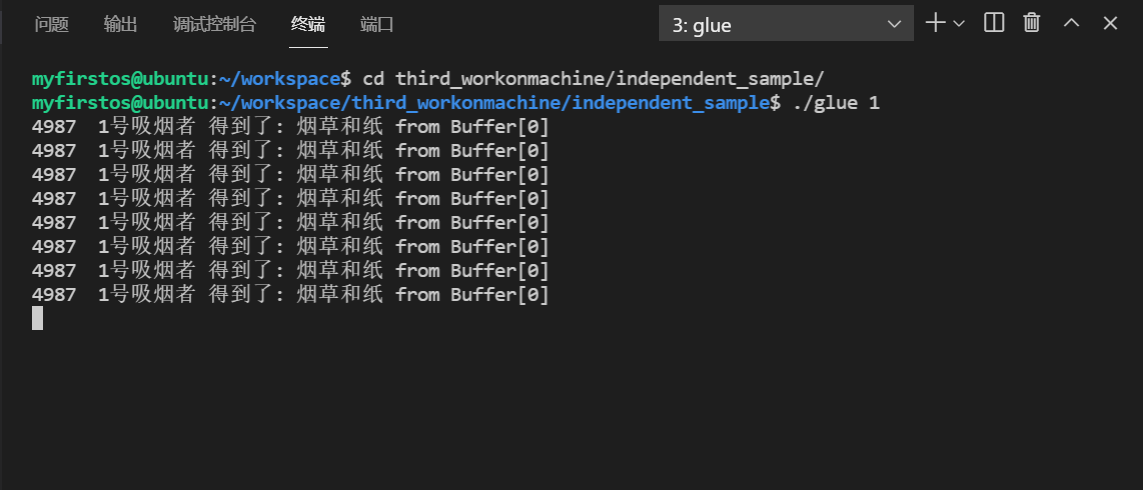 问题 输出 调试控制台 终端 端口 3: glue
myfirstos@ubuntu:~/workspace$ cd third_workonmachine/independent_sample/
myfirstos@ubuntu:~/workspace/third_workonmachine/independent_sample$ ./glue 1
4987  1号吸烟者 得到了: 烟草和纸 from Buffer[0]
4987  1号吸烟者 得到了: 烟草和纸 from Buffer[0]
4987  1号吸烟者 得到了: 烟草和纸 from Buffer[0]
4987  1号吸烟者 得到了: 烟草和纸 from Buffer[0]
4987  1号吸烟者 得到了: 烟草和纸 from Buffer[0]
4987  1号吸烟者 得到了: 烟草和纸 from Buffer[0]
4987  1号吸烟者 得到了: 烟草和纸 from Buffer[0]
4987  1号吸烟者 得到了: 烟草和纸 from Buffer[0]